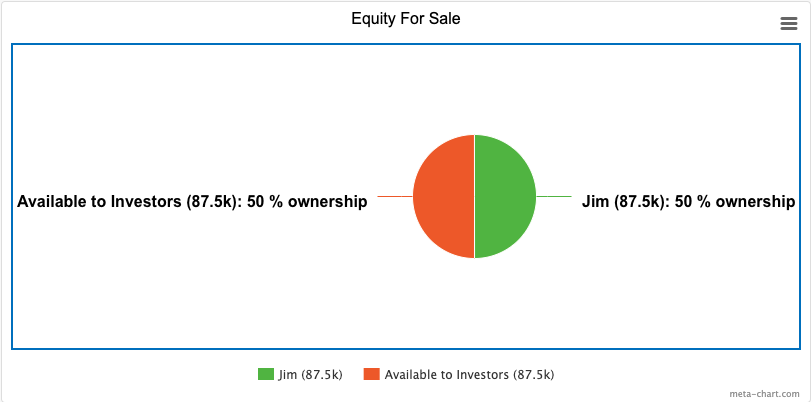 Equity For Sale
Available to Investors (87.5k): 50 % ownership
Jim (87.5k): 50 % ownership
Jim (87.5k)
Available to Investors (87.5k)
meta-chart.com